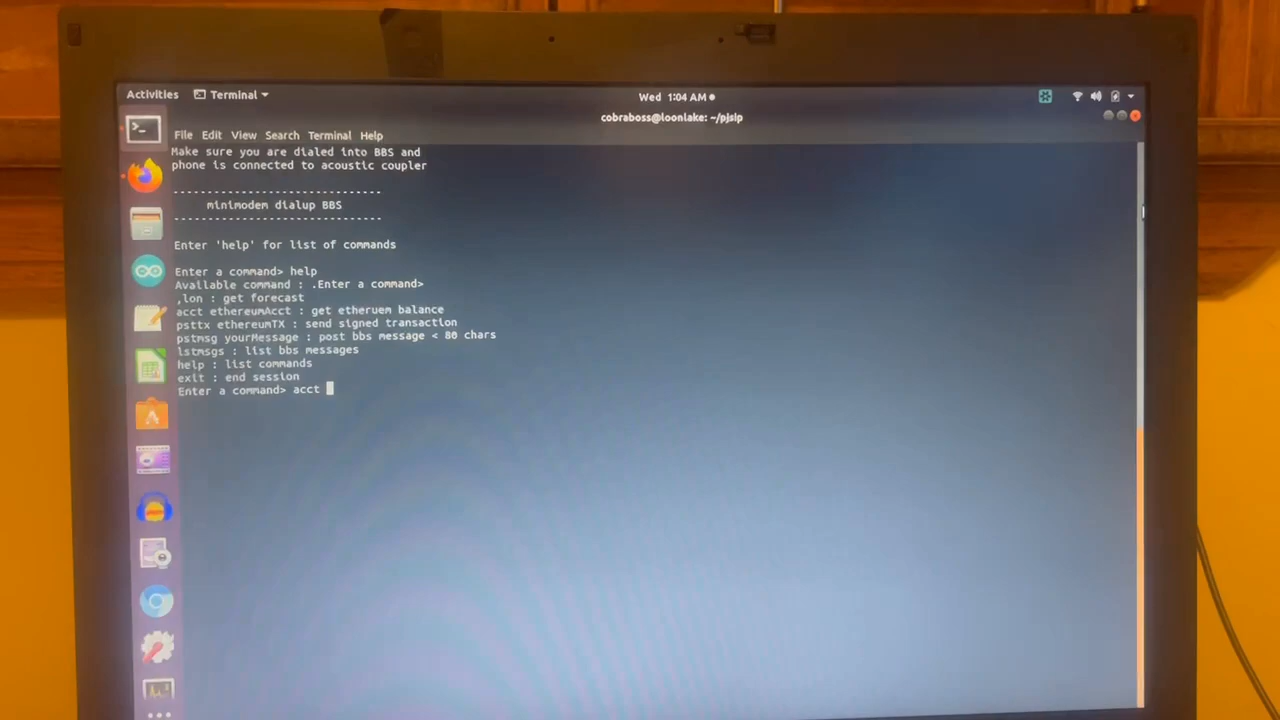 Activities Terminal Wed 1:04 AM
cobraboss@loonlake: ~/pjsip
File Edit View Search Terminal Help
Make sure you are dialed into BBS and
phone is connected to acoustic coupler
------------------------------
minimodem dialup BBS
------------------------------
Enter 'help' for list of commands
Enter a command> help
Available command : .Enter a command>
,lon : get forecast
acct ethereumAcct : get etheruem balance
psttx ethereumTX : send signed transaction
pstmsg yourMessage : post bbs message < 80 chars
lstmsgs : list bbs messages
help : list commands
exit : end session
Enter a command> acct